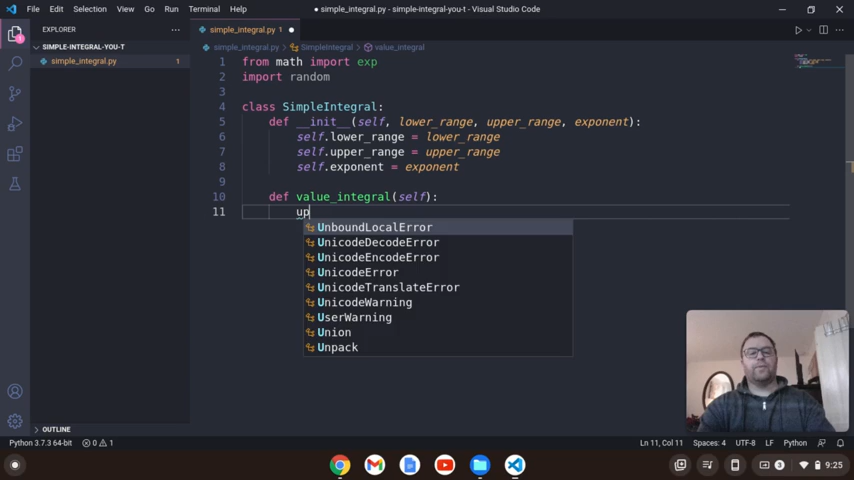 File Edit Selection View Go Run Terminal Help
● simple_integral.py - simple-integral-you-t - Visual Studio Code
EXPLORER
simple_integral.py 1
SIMPLE-INTEGRAL-YOU-T
simple_integral.py 1
simple_integral.py > SimpleIntegral > value_integral
1 from math import exp
2 import random
3
4 class SimpleIntegral:
5 def __init__(self, lower_range, upper_range, exponent):
6 self.lower_range = lower_range
7 self.upper_range = upper_range
8 self.exponent = exponent
9
10 def value_integral(self):
11 up
UnboundLocalError
UnicodeDecodeError
UnicodeEncodeError
UnicodeError
UnicodeTranslateError
UnicodeWarning
UserWarning
Union
Unpack
OUTLINE
Python 3.7.3 64-bit 0 1
Ln 11, Col 11 Spaces: 4 UTF-8 LF Python
3 9:25